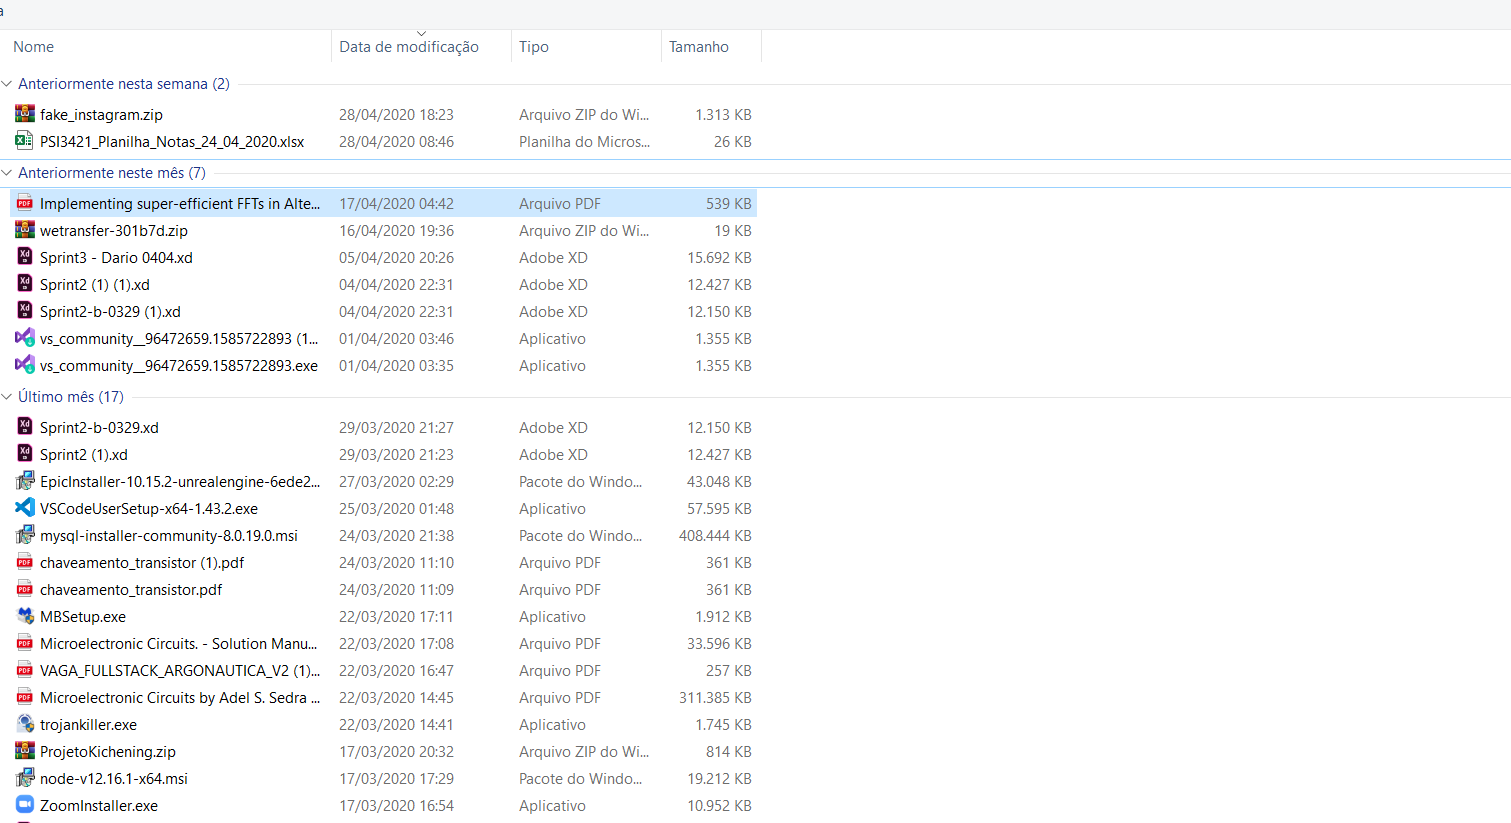 a
Nome Data de modificação Tipo Tamanho
Anteriormente nesta semana (2)
fake_instagram.zip 28/04/2020 18:23 Arquivo ZIP do Wi... 1.313 KB
PSI3421_Planilha_Notas_24_04_2020.xlsx 28/04/2020 08:46 Planilha do Micros... 26 KB
Anteriormente neste mês (7)
Implementing super-efficient FFTs in Alte... 17/04/2020 04:42 Arquivo PDF 539 KB
wetransfer-301b7d.zip 16/04/2020 19:36 Arquivo ZIP do Wi... 19 KB
Sprint3 - Dario 0404.xd 05/04/2020 20:26 Adobe XD 15.692 KB
Sprint2 (1) (1).xd 04/04/2020 22:31 Adobe XD 12.427 KB
Sprint2-b-0329 (1).xd 04/04/2020 22:31 Adobe XD 12.150 KB
vs_community__96472659.1585722893 (1... 01/04/2020 03:46 Aplicativo 1.355 KB
vs_community__96472659.1585722893.exe 01/04/2020 03:35 Aplicativo 1.355 KB
Último mês (17)
Sprint2-b-0329.xd 29/03/2020 21:27 Adobe XD 12.150 KB
Sprint2 (1).xd 29/03/2020 21:23 Adobe XD 12.427 KB
EpicInstaller-10.15.2-unrealengine-6ede2... 27/03/2020 02:29 Pacote do Windo... 43.048 KB
VSCodeUserSetup-x64-1.43.2.exe 25/03/2020 01:48 Aplicativo 57.595 KB
mysql-installer-community-8.0.19.0.msi 24/03/2020 21:38 Pacote do Windo... 408.444 KB
chaveamento_transistor (1).pdf 24/03/2020 11:10 Arquivo PDF 361 KB
chaveamento_transistor.pdf 24/03/2020 11:09 Arquivo PDF 361 KB
MBSetup.exe 22/03/2020 17:11 Aplicativo 1.912 KB
Microelectronic Circuits. - Solution Manu... 22/03/2020 17:08 Arquivo PDF 33.596 KB
VAGA_FULLSTACK_ARGONAUTICA_V2 (1)... 22/03/2020 16:47 Arquivo PDF 257 KB
Microelectronic Circuits by Adel S. Sedra ... 22/03/2020 14:45 Arquivo PDF 311.385 KB
trojankiller.exe 22/03/2020 14:41 Aplicativo 1.745 KB
ProjetoKichening.zip 17/03/2020 20:32 Arquivo ZIP do Wi... 814 KB
node-v12.16.1-x64.msi 17/03/2020 17:29 Pacote do Windo... 19.212 KB
ZoomInstaller.exe 17/03/2020 16:54 Aplicativo 10.952 KB